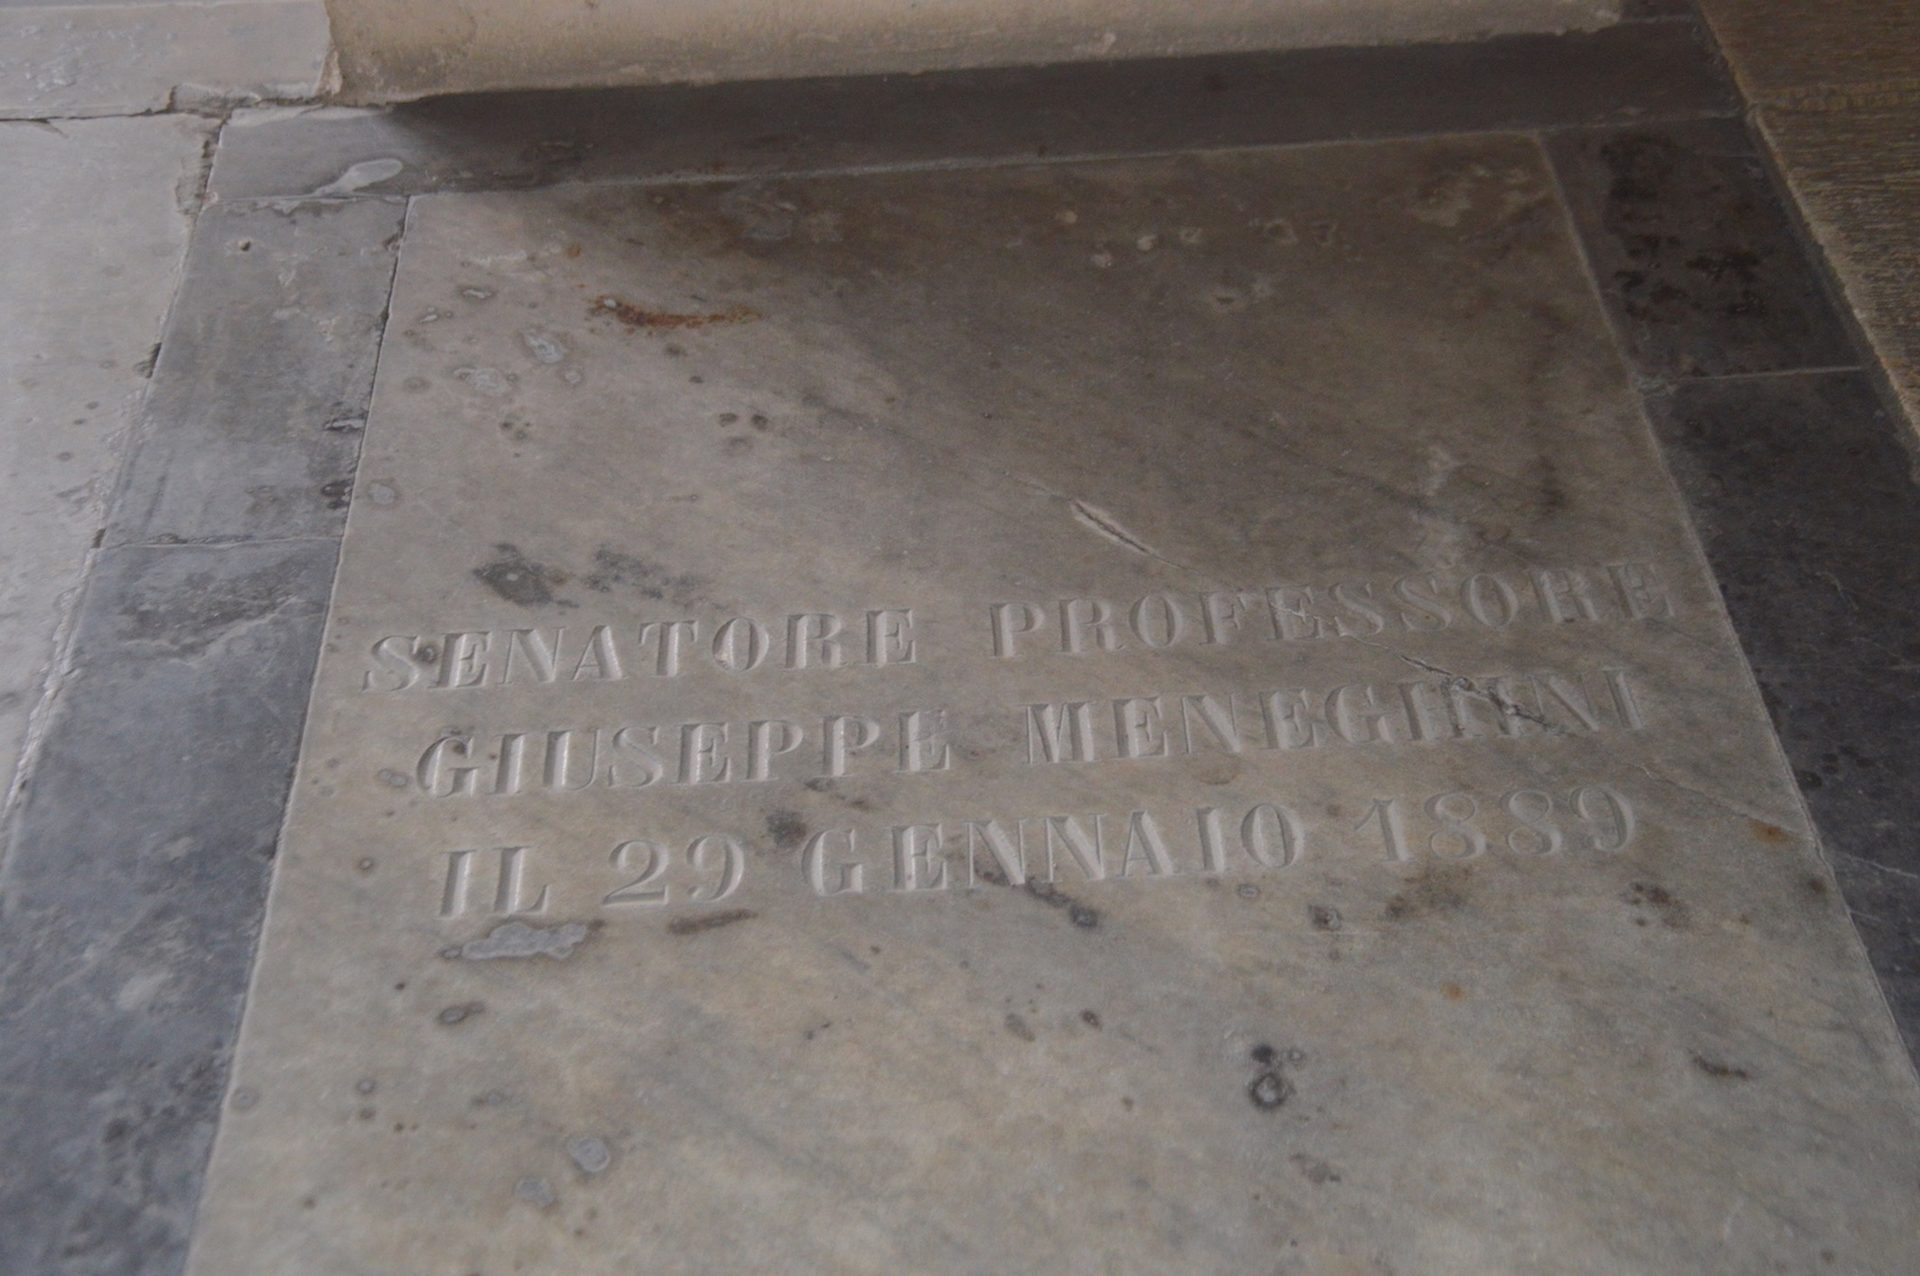 SENATORE PROFESSORE
GIUSEPPE MENEGHINI
IL 29 GENNAIO 1889